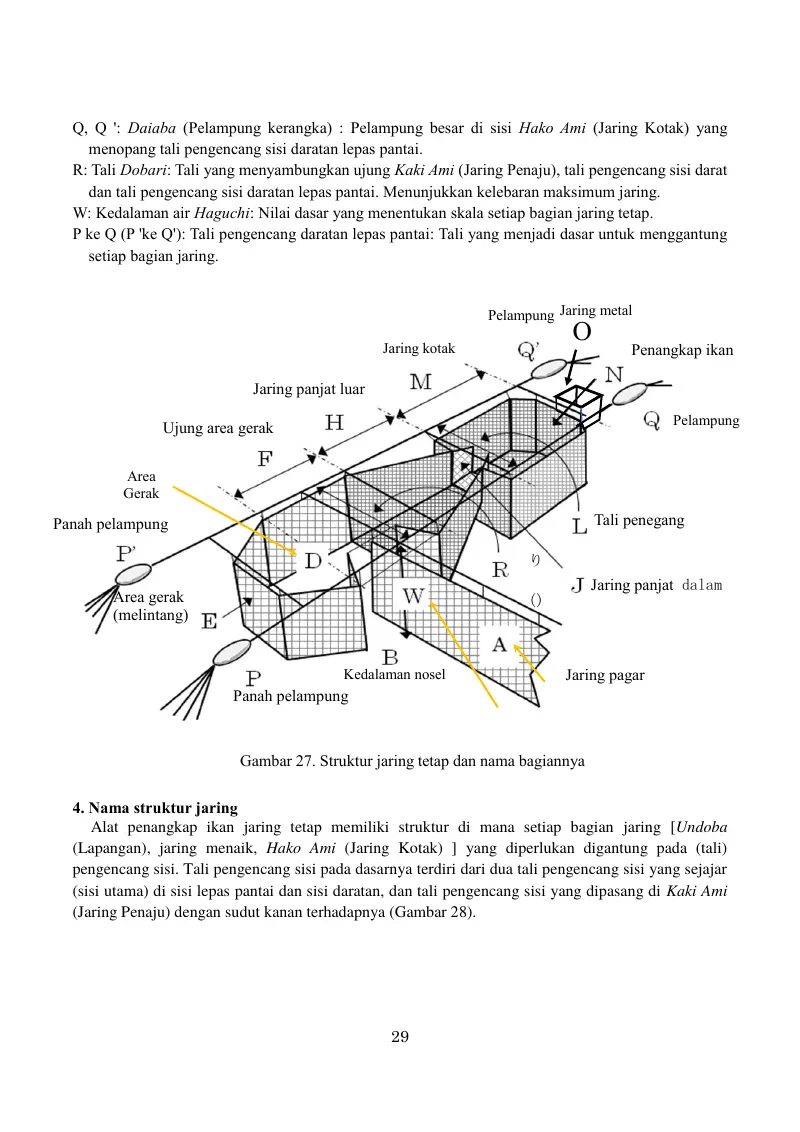 Q, Q ': Daiaba (Pelampung kerangka) : Pelampung besar di sisi Hako Ami (Jaring Kotak) yang
menopang tali pengencang sisi daratan lepas pantai.
R: Tali Dobari: Tali yang menyambungkan ujung Kaki Ami (Jaring Penaju), tali pengencang sisi darat
dan tali pengencang sisi daratan lepas pantai. Menunjukkan kelebaran maksimum jaring.
W: Kedalaman air Haguchi: Nilai dasar yang menentukan skala setiap bagian jaring tetap.
P ke Q (P 'ke Q'): Tali pengencang daratan lepas pantai: Tali yang menjadi dasar untuk menggantung
setiap bagian jaring.
Pelampung
Jaring metal
O
Jaring kotak
Q'
Penangkap ikan
Jaring panjat luar
M
N
Ujung area gerak
H
Q
Pelampung
F
Area
Gerak
Panah pelampung
L
Tali penegang
P'
D
R
り
J
Jaring panjat dalam
Area gerak
(melintang)
E
W
()
B
A
P
Kedalaman nosel
Jaring pagar
Panah pelampung
Gambar 27. Struktur jaring tetap dan nama bagiannya
4. Nama struktur jaring
Alat penangkap ikan jaring tetap memiliki struktur di mana setiap bagian jaring [Undoba
(Lapangan), jaring menaik, Hako Ami (Jaring Kotak) ] yang diperlukan digantung pada (tali)
pengencang sisi. Tali pengencang sisi pada dasarnya terdiri dari dua tali pengencang sisi yang sejajar
(sisi utama) di sisi lepas pantai dan sisi daratan, dan tali pengencang sisi yang dipasang di Kaki Ami
(Jaring Penaju) dengan sudut kanan terhadapnya (Gambar 28).
29